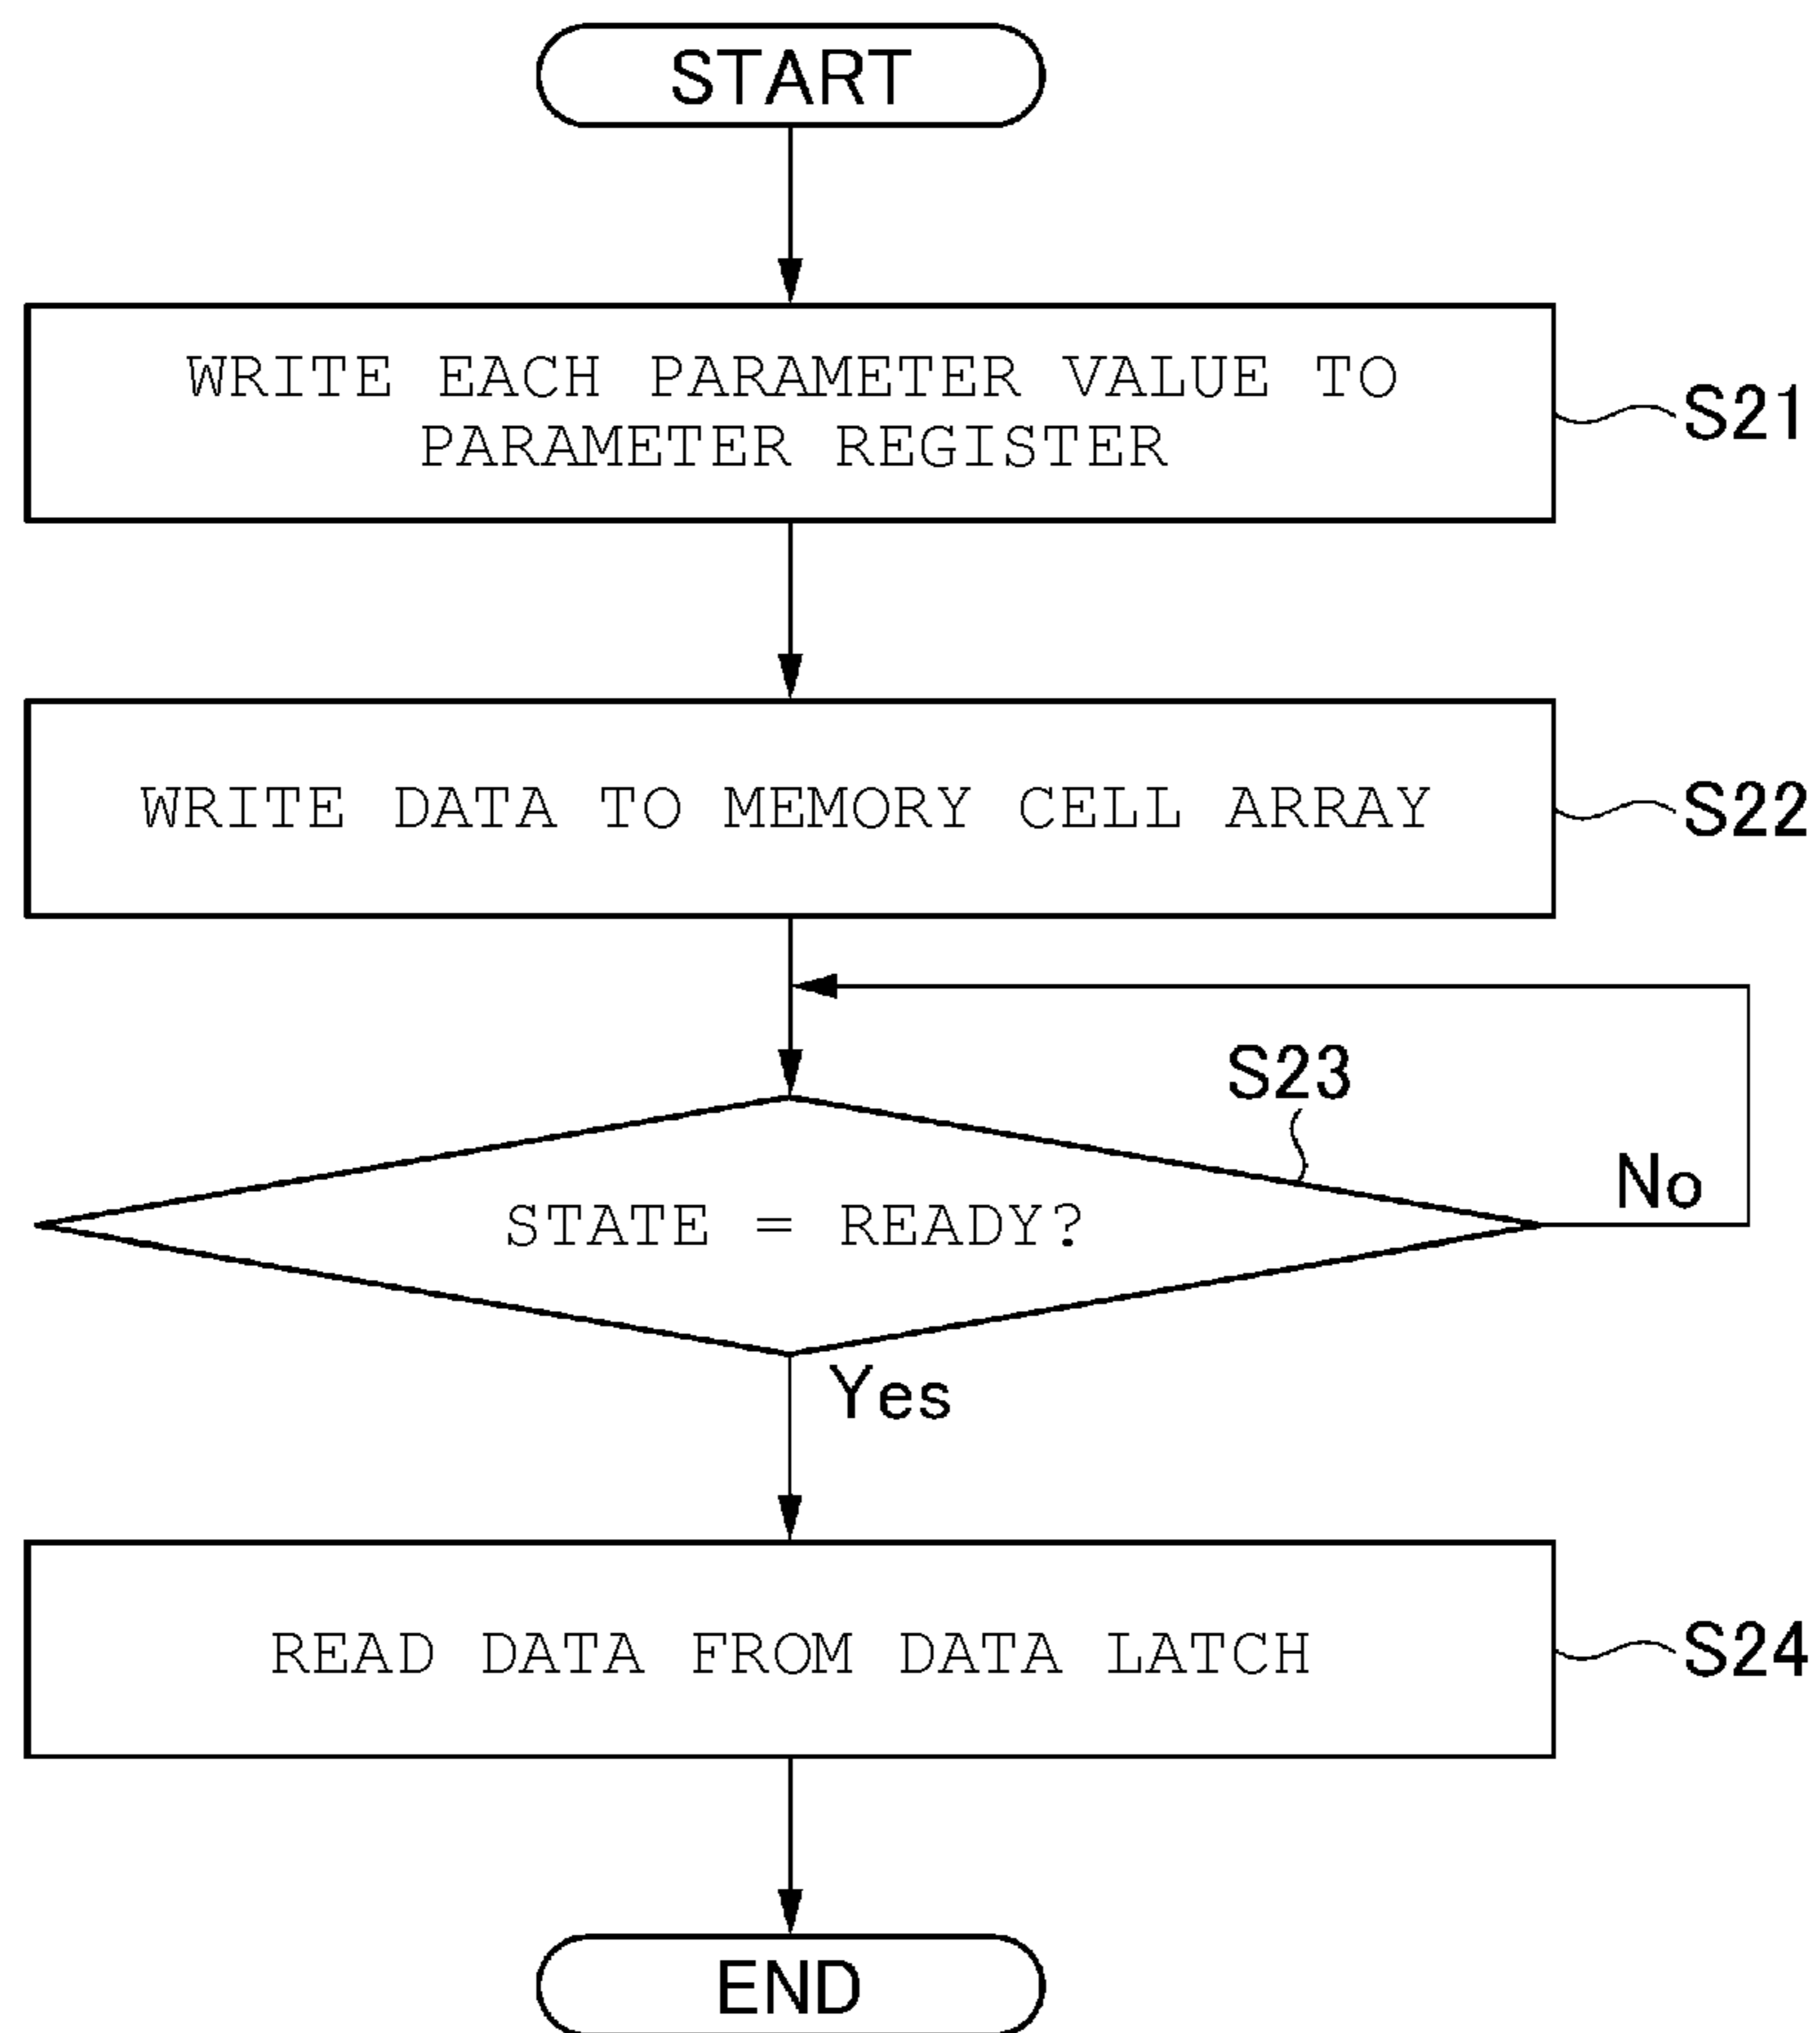 START
WRITE EACH PARAMETER VALUE TO
PARAMETER REGISTER
S21
WRITE DATA TO MEMORY CELL ARRAY
S22
S23
No
STATE = READY?
Yes
READ DATA FROM DATA LATCH
S24
END